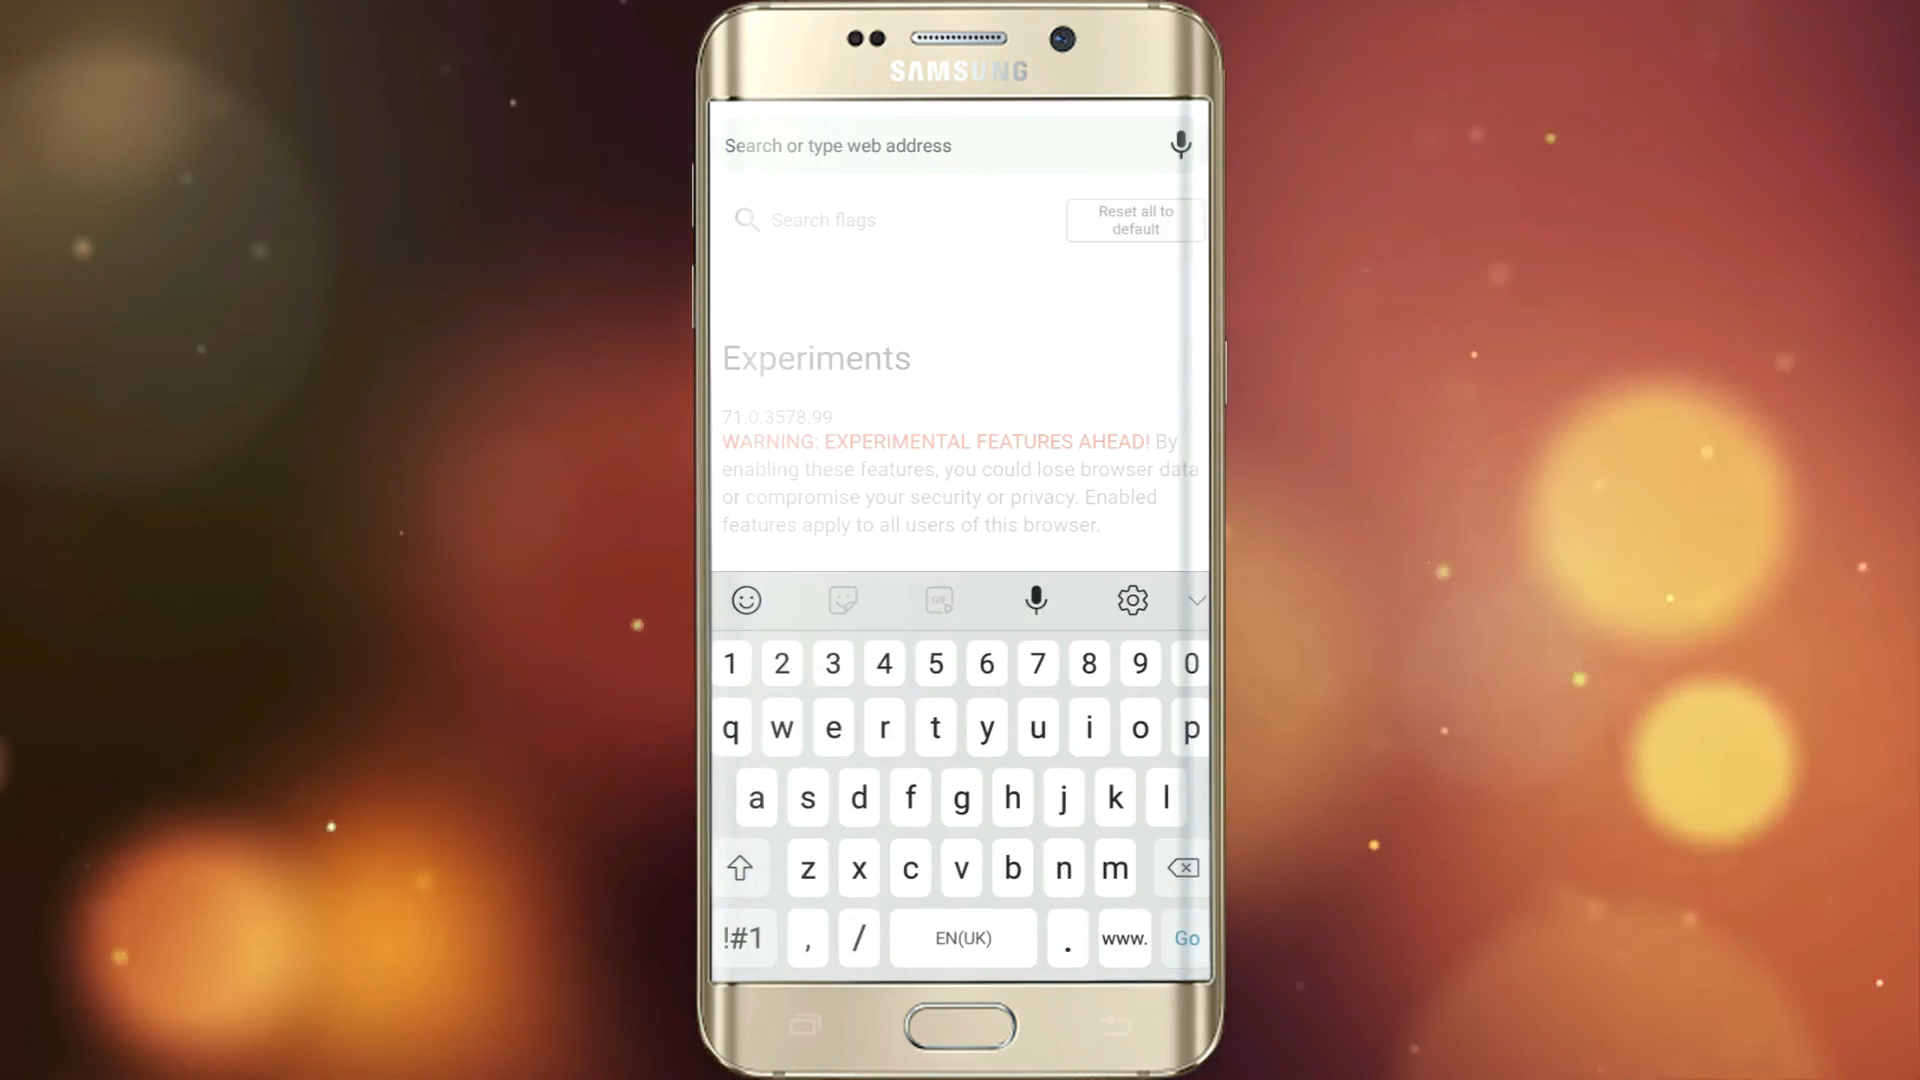 SAMSUNG
Search or type web address
Search flags
Reset all to
default
Experiments
71.0.3578.99
WARNING: EXPERIMENTAL FEATURES AHEAD! By
enabling these features, you could lose browser data
or compromise your security or privacy. Enabled
features apply to all users of this browser.
GIF
1 2 3 4 5 6 7 8 9 0
q w e r t y u i o p
a s d f g h j k l
z x c v b n m
!#1 , / EN(UK) . www. Go